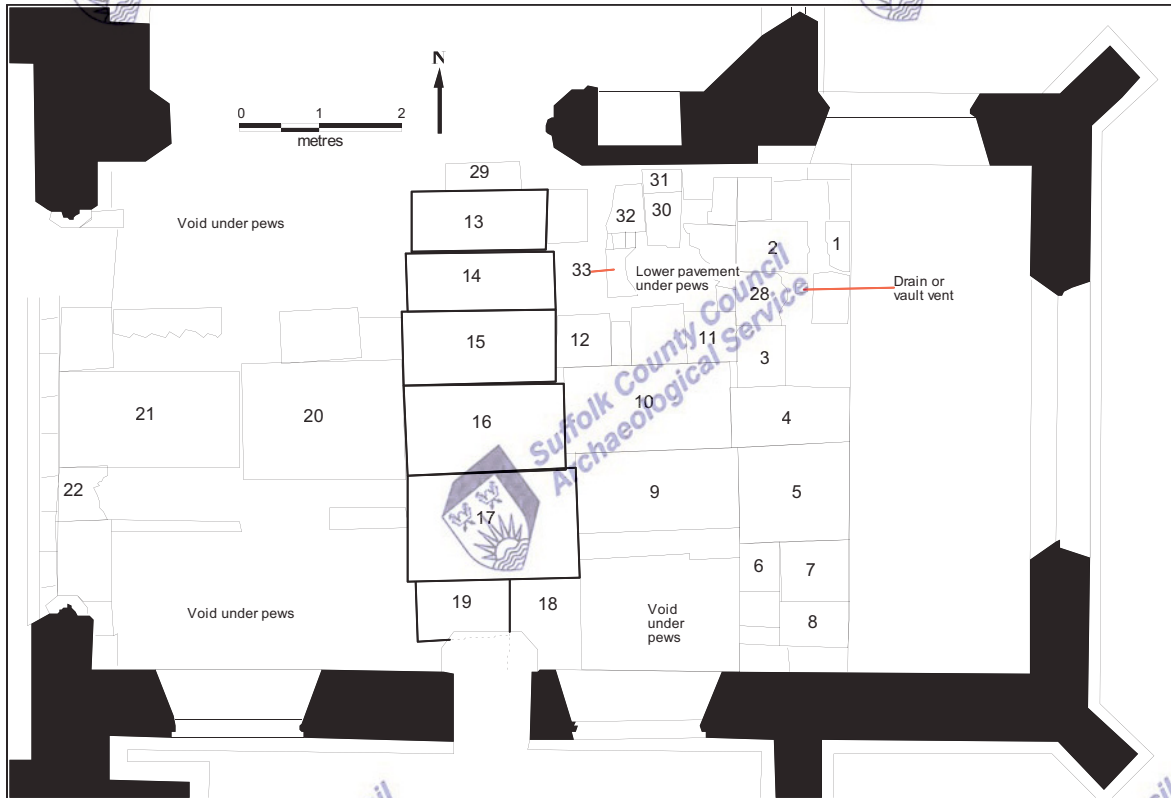 N
0 1 2
metres
29
31
13
32
30
Void under pews
1
2
14
33
Lower pavement
under pews
28
Drain or
vault vent
15
12
11
3
21
20
16
10
4
22
17
9
5
6
7
19
18
Void
under
pews
8
Void under pews
Suffolk County Council
Archaeological Service